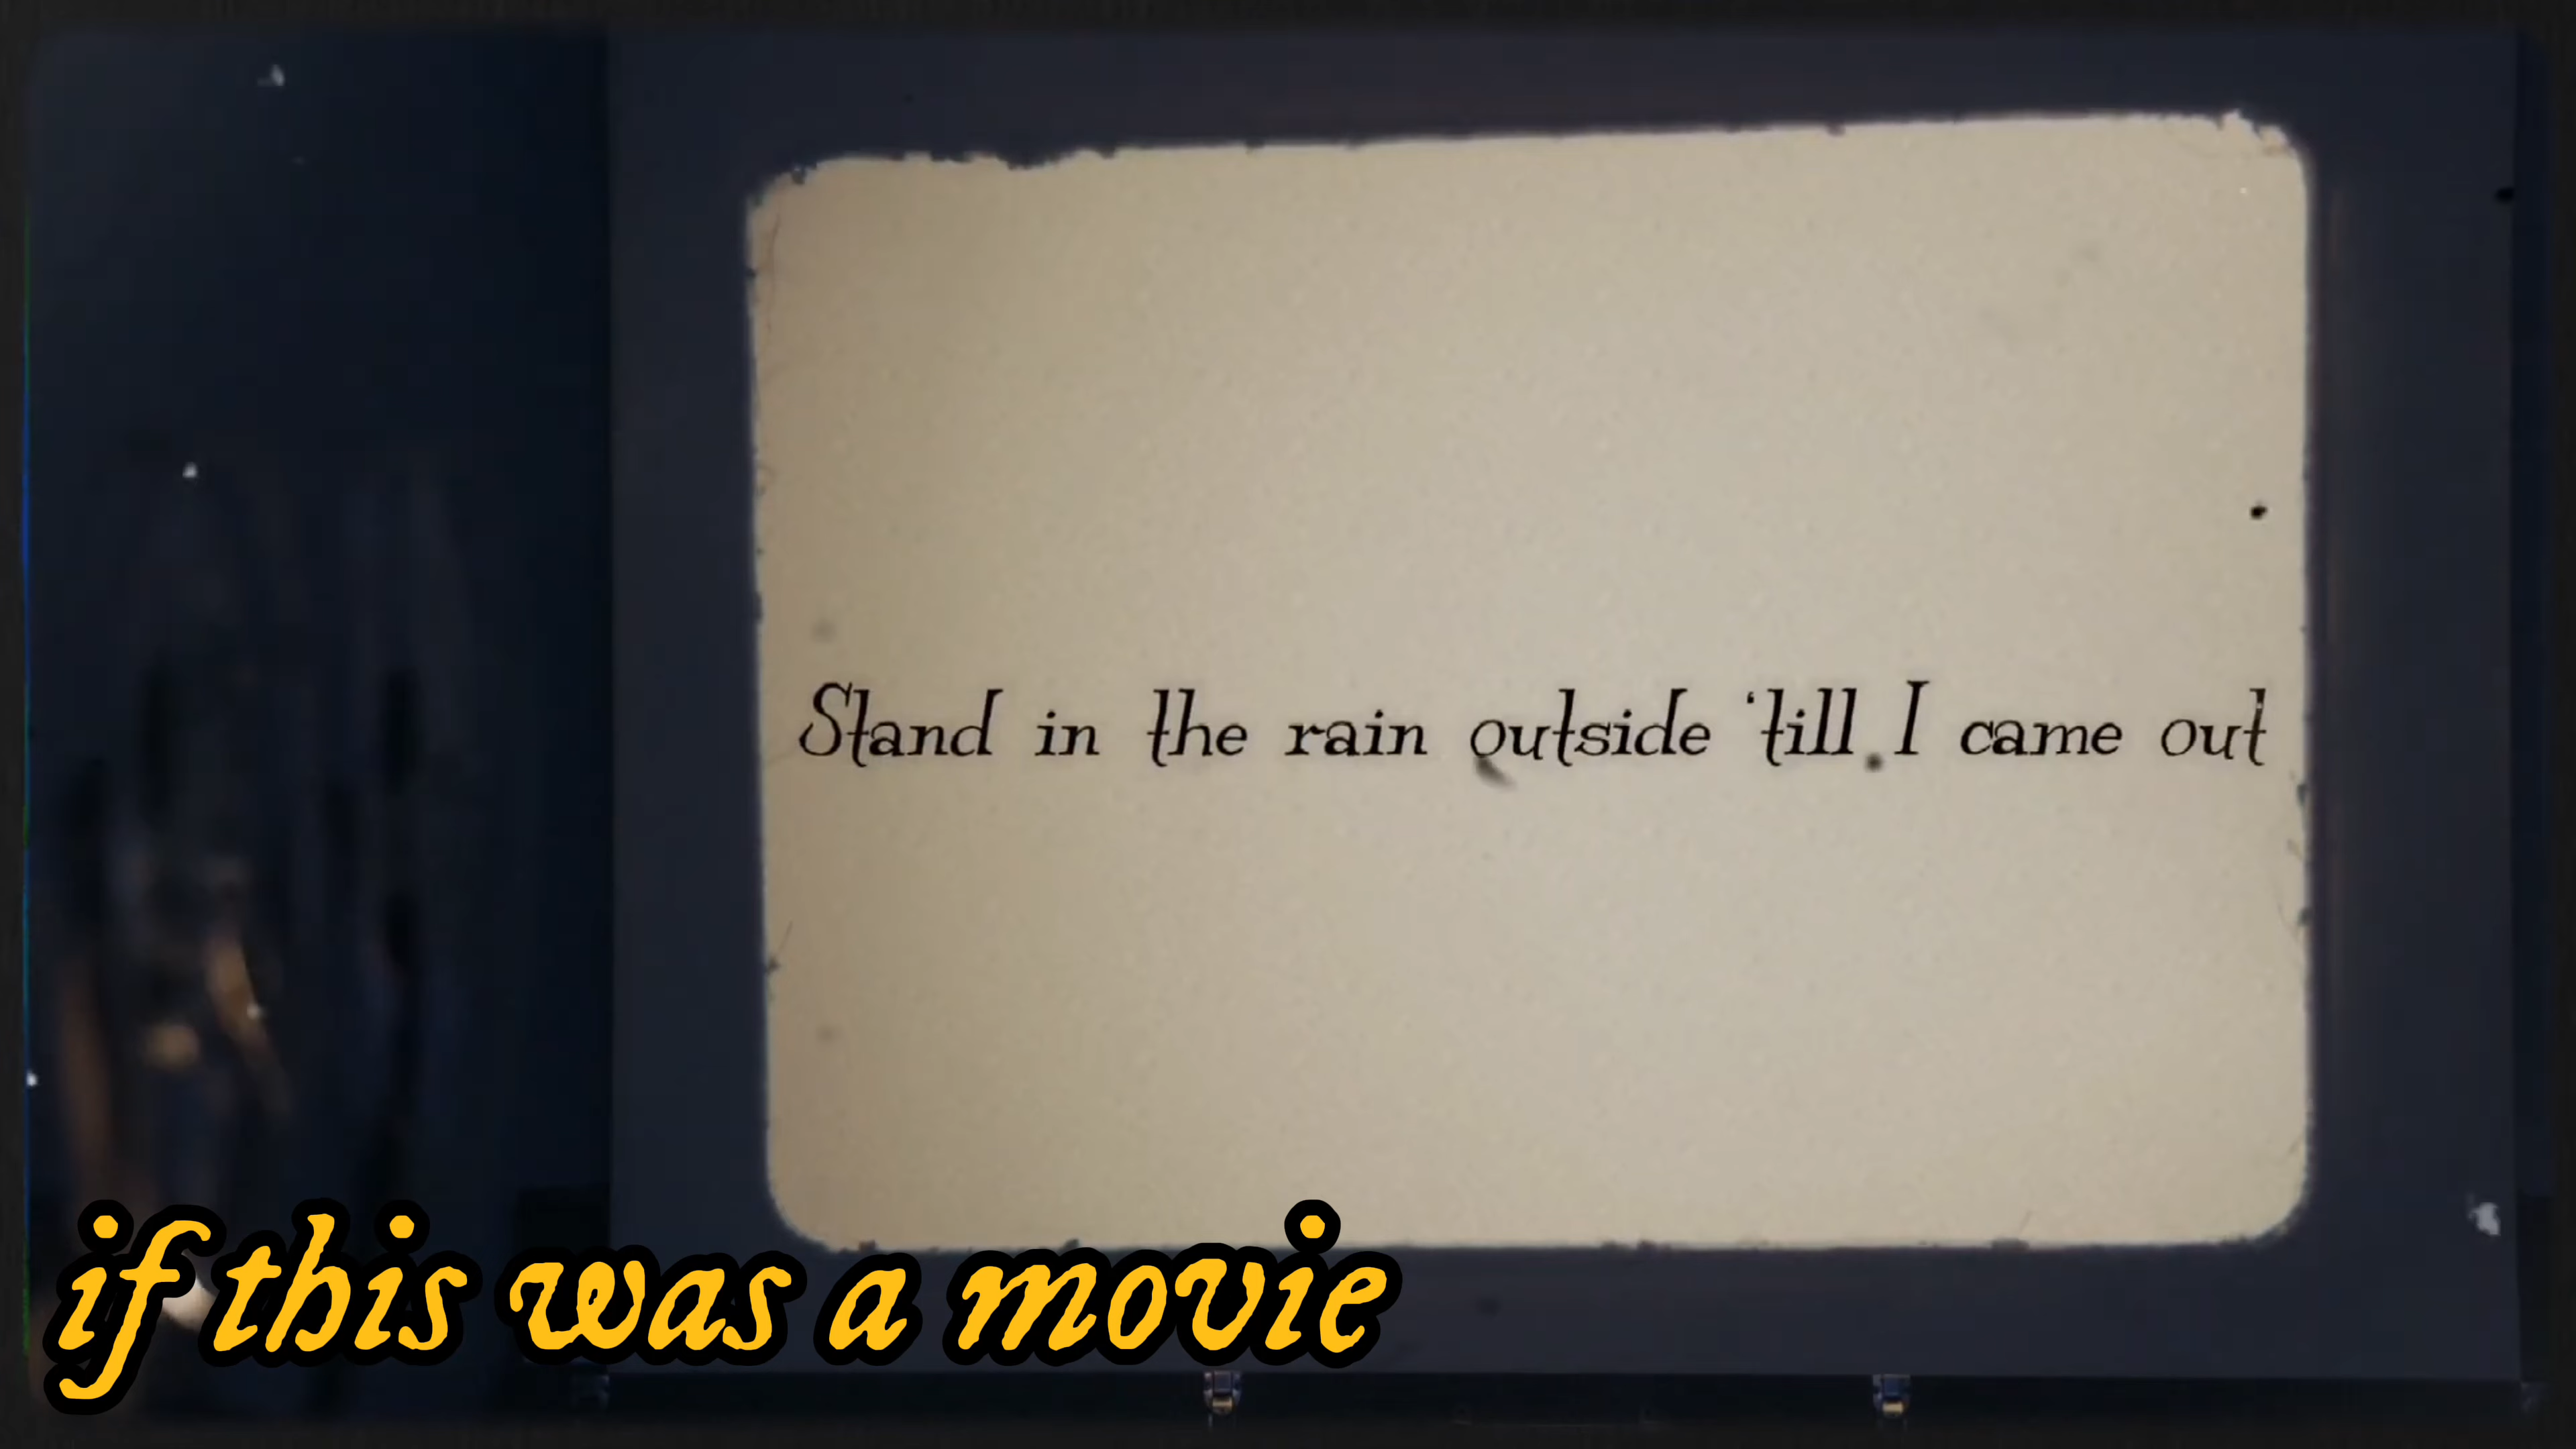 Stand in the rain outside ‘till I came out
if this was a movie